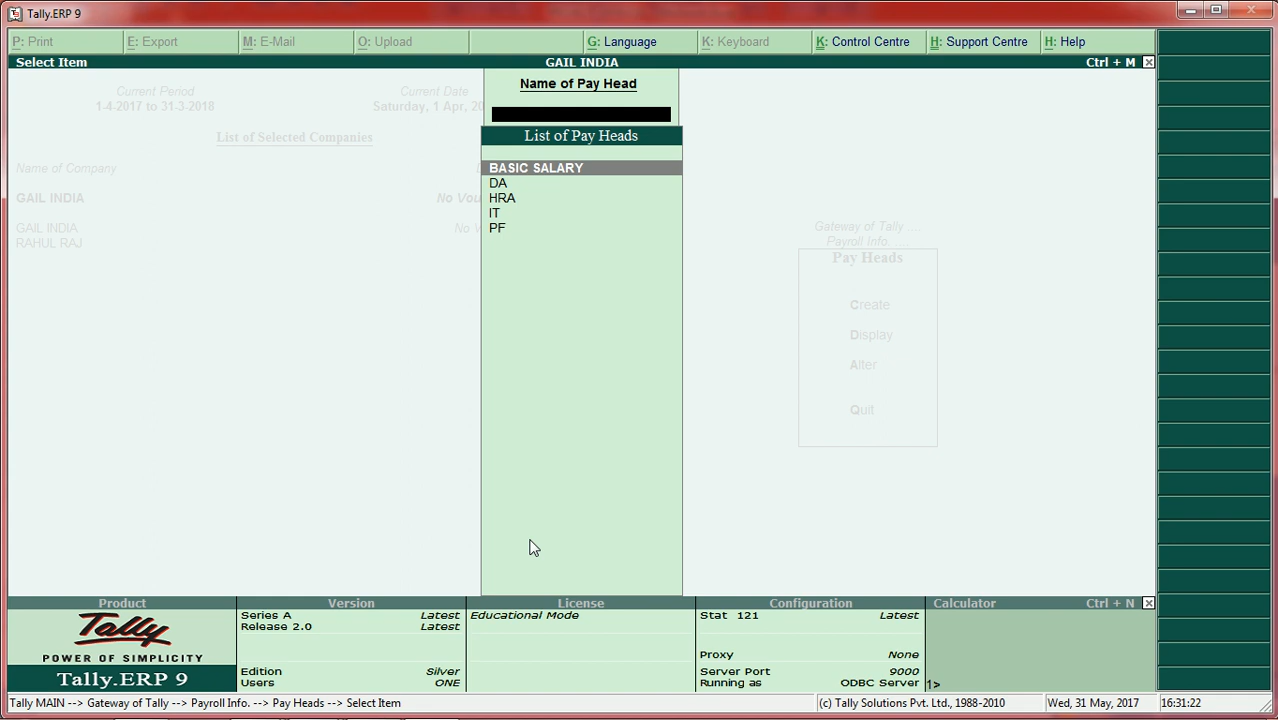 Tally.ERP 9
P: Print
E: Export
M: E-Mail
O: Upload
G: Language
K: Keyboard
K: Control Centre
H: Support Centre
H: Help
Select Item
GAIL INDIA
Ctrl + M
Current Period
1-4-2017 to 31-3-2018
Current Date
Saturday, 1 Apr, 20
List of Selected Companies
Name of Company
GAIL INDIA
No Vou
GAIL INDIA
No V
RAHUL RAJ
Name of Pay Head
List of Pay Heads
BASIC SALARY
DA
HRA
IT
PF
Gateway of Tally ....
Payroll Info. ....
Pay Heads
Create
Display
Alter
Quit
Product
Tally
POWER OF SIMPLICITY
Tally.ERP 9
Version
Series A Latest
Release 2.0 Latest
Edition Silver
Users ONE
License
Educational Mode
Configuration
Stat 121 Latest
Proxy None
Server Port 9000
Running as ODBC Server
Calculator
Ctrl + N
1>
Tally MAIN --> Gateway of Tally --> Payroll Info. --> Pay Heads --> Select Item
(c) Tally Solutions Pvt. Ltd., 1988-2010
Wed, 31 May, 2017
16:31:22